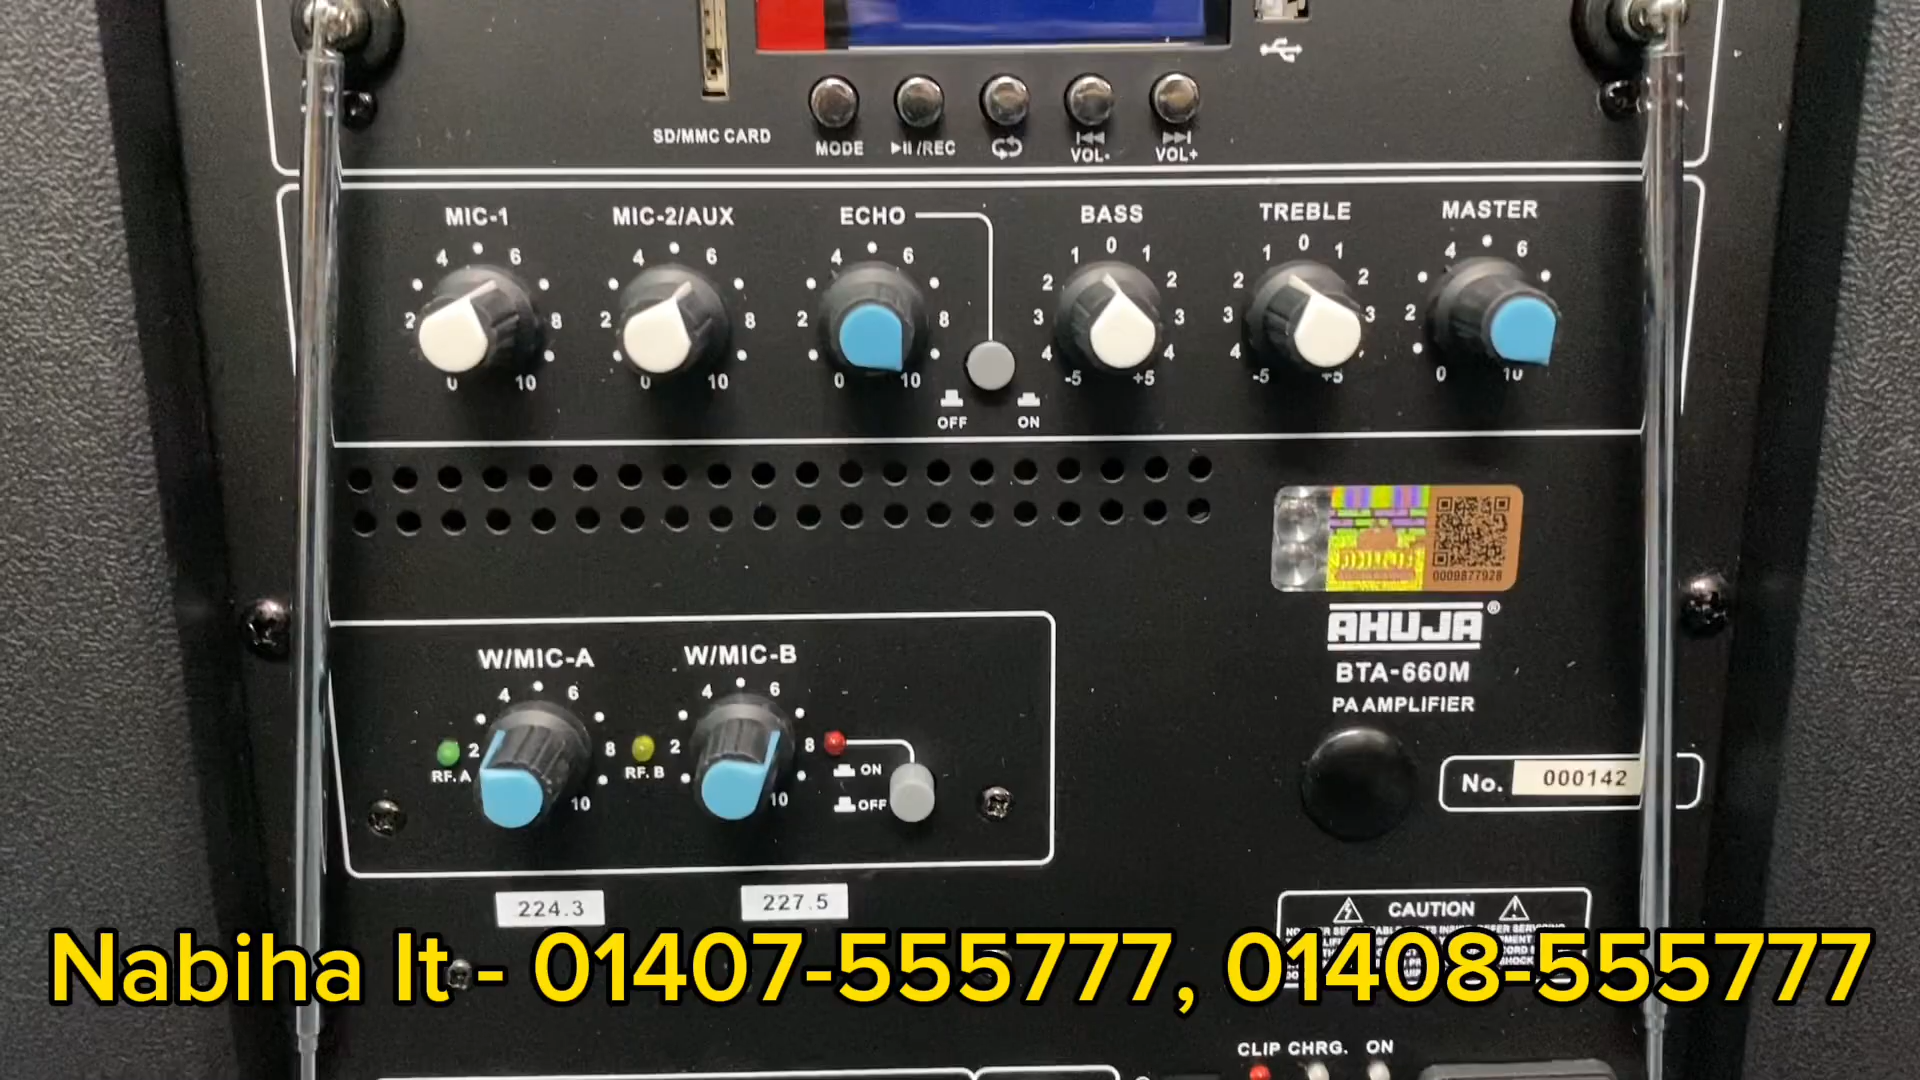 SD/MMC CARD
MODE
/REC
VOL-
VOL+
MIC-1
MIC-2/AUX
ECHO
BASS
TREBLE
MASTER
4 6 4 6 4 6 1 0 1 1 0 1 4 6
2 2 2 2
2 8 2 8 2 8 3 3 3 3 2
4 4 4
0 10 0 10 0 10 -5 +5 -5 +5 0 10
OFF ON
0009877928
AHUJA®
BTA-660M
PA AMPLIFIER
No. 000142
W/MIC-A W/MIC-B
4 6 4 6
2 8 2 8
RF. A RF. B
ON
10 10 OFF
224.3 227.5
CAUTION
Nabiha It - 01407-555777, 01408-555777
CLIP CHRG. ON